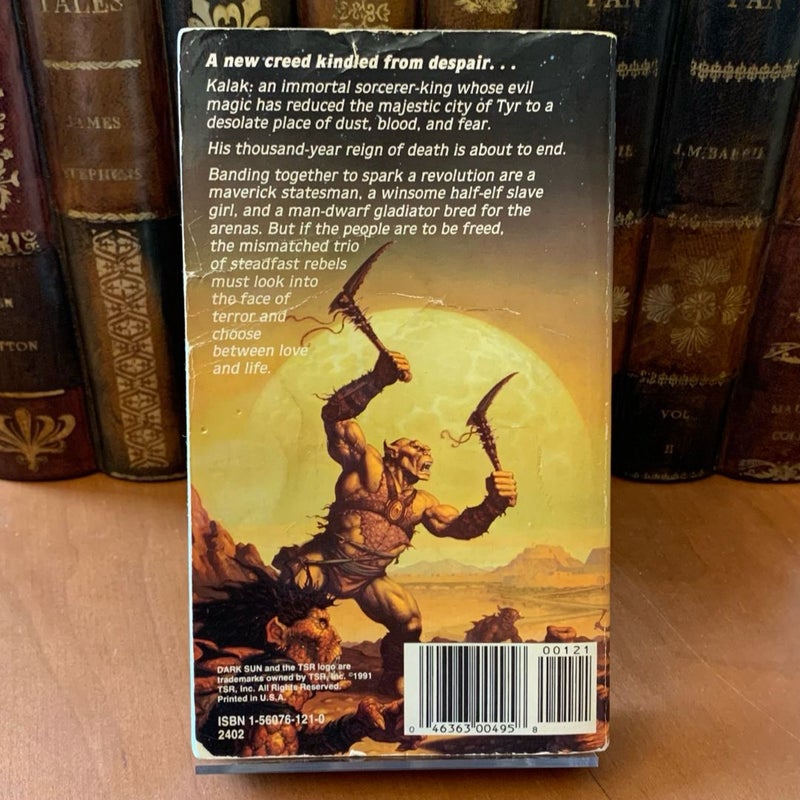 TALES
PAN
PAN
JAMES
STEPHENS
J.M.BARRIE
VOL
II
A new creed kindled from despair. . .
Kalak: an immortal sorcerer-king whose evil
magic has reduced the majestic city of Tyr to a
desolate place of dust, blood, and fear.
His thousand-year reign of death is about to end.
Banding together to spark a revolution are a
maverick statesman, a winsome half-elf slave
girl, and a man-dwarf gladiator bred for the
arenas. But if the people are to be freed,
the mismatched trio
of steadfast rebels
must look into
the face of
terror and
choose
between love
and life.
DARK SUN and the TSR logo are
trademarks owned by TSR, Inc. ©1991
TSR, Inc. All Rights Reserved.
Printed in U.S.A.
ISBN 1-56076-121-0
2402
00121
0 46363 00495 8